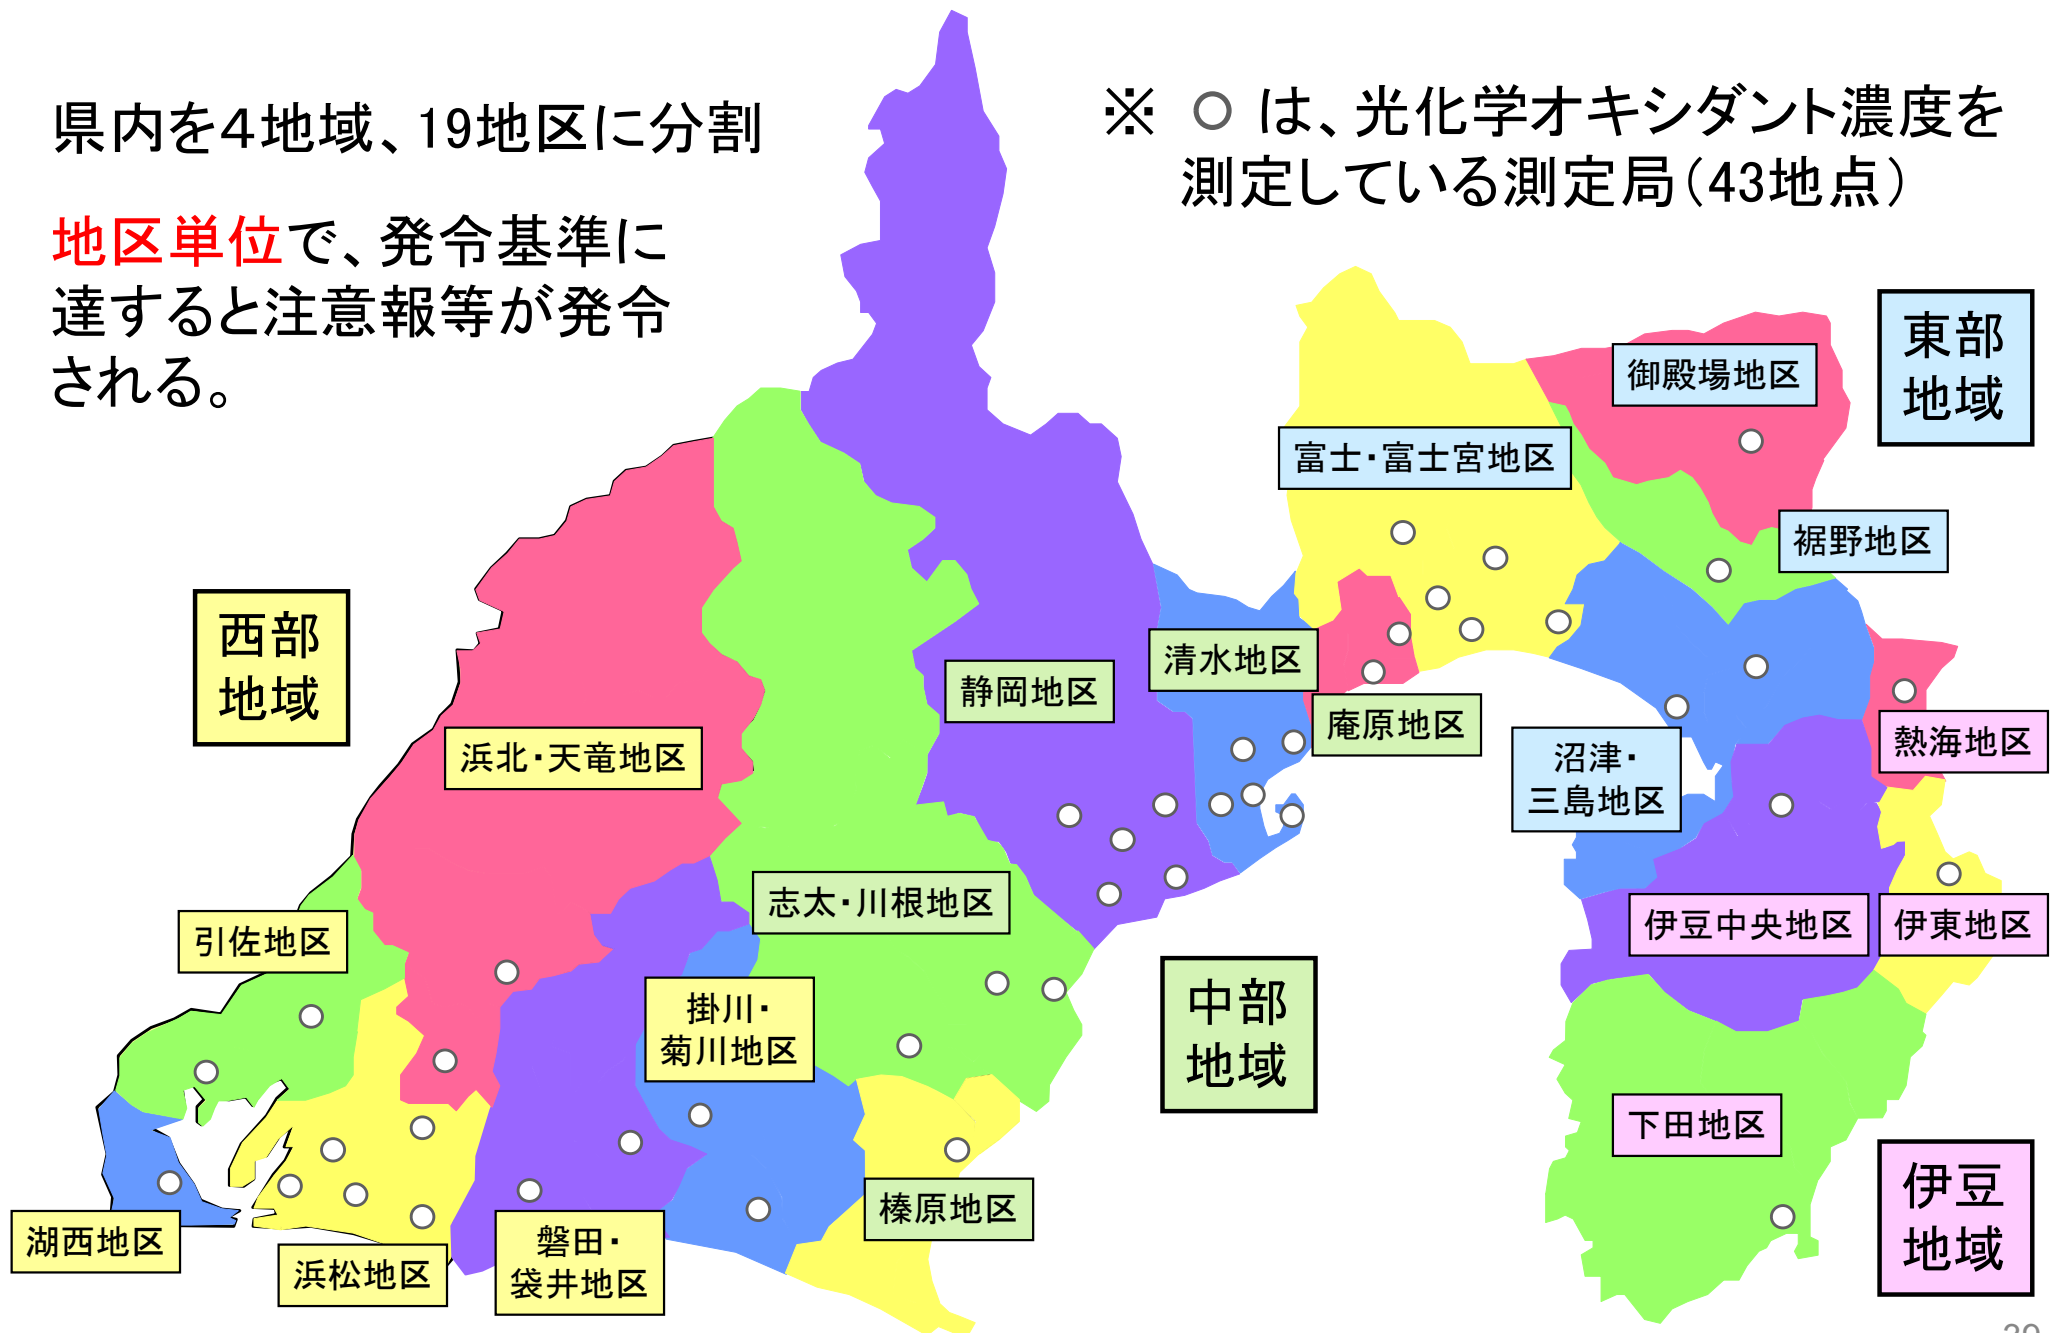 県内を4地域、19地区に分割
地区単位で、発令基準に
達すると注意報等が発令
される。
※ ○ は、光化学オキシダント濃度を
測定している測定局（43地点）
東部
地域
御殿場地区
富士・富士宮地区
裾野地区
西部
地域
清水地区
静岡地区
庵原地区
熱海地区
浜北・天竜地区
沼津・
三島地区
志太・川根地区
引佐地区
伊豆中央地区
伊東地区
中部
地域
掛川・
菊川地区
下田地区
伊豆
地域
榛原地区
湖西地区
浜松地区
磐田・
袋井地区